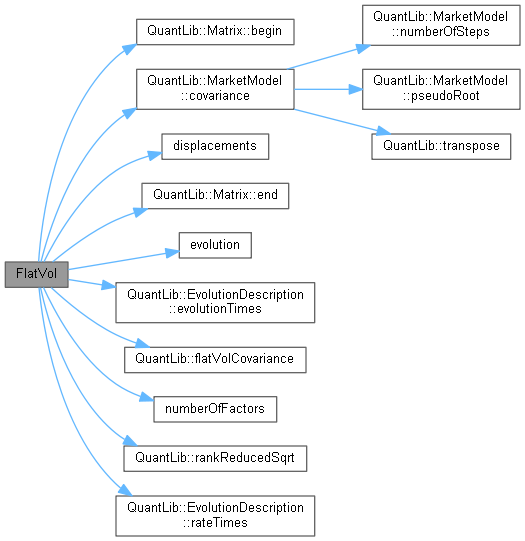 FlatVol
QuantLib::Matrix::begin
QuantLib::MarketModel
::covariance
QuantLib::MarketModel
::numberOfSteps
QuantLib::MarketModel
::pseudoRoot
QuantLib::transpose
displacements
QuantLib::Matrix::end
evolution
QuantLib::EvolutionDescription
::evolutionTimes
QuantLib::flatVolCovariance
numberOfFactors
QuantLib::rankReducedSqrt
QuantLib::EvolutionDescription
::rateTimes